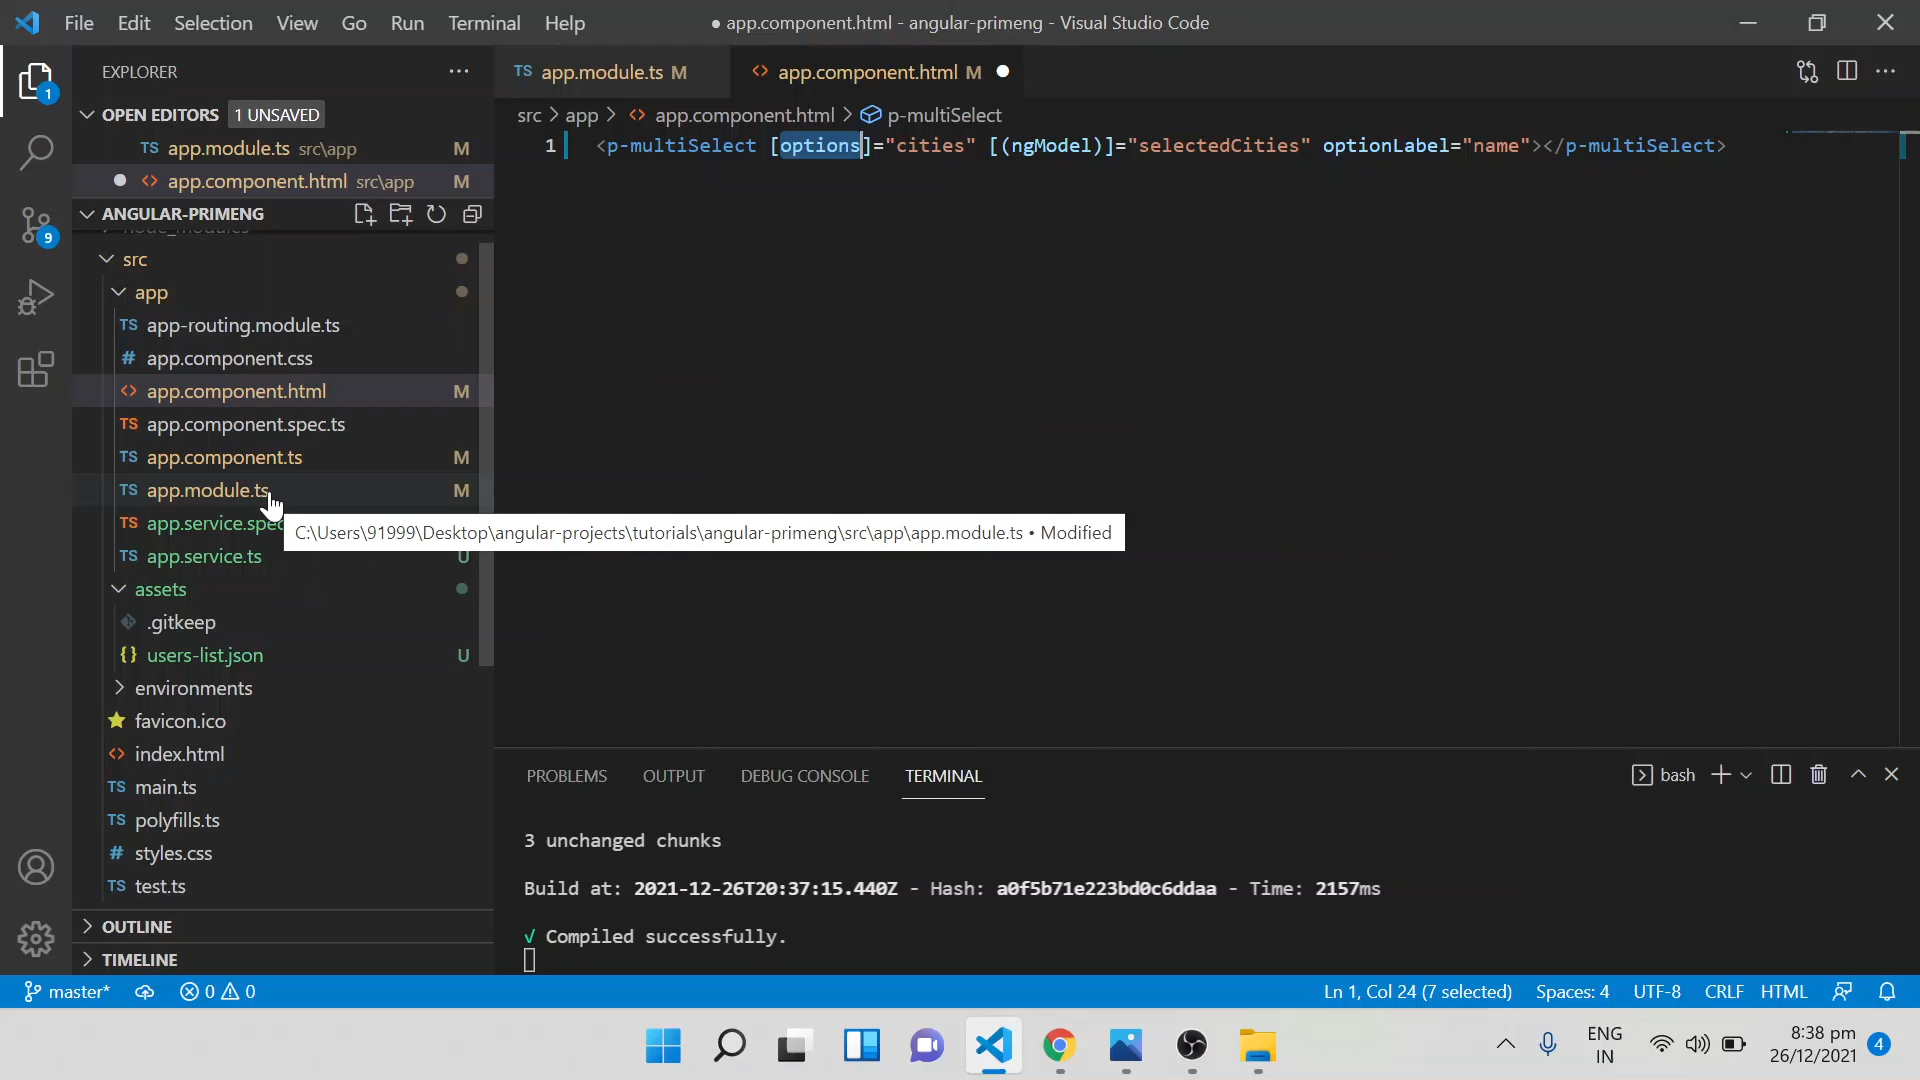 File Edit Selection View Go Run Terminal Help
● app.component.html - angular-primeng - Visual Studio Code
EXPLORER
OPEN EDITORS 1 UNSAVED
TS app.module.ts src\app M
<> app.component.html src\app M
ANGULAR-PRIMENG
node_modules
src
app
TS app-routing.module.ts
# app.component.css
<> app.component.html M
TS app.component.spec.ts
TS app.component.ts M
TS app.module.ts M
TS app.service.spec
TS app.service.ts U
assets
.gitkeep
{} users-list.json U
environments
favicon.ico
<> index.html
TS main.ts
TS polyfills.ts
# styles.css
TS test.ts
OUTLINE
TIMELINE
1
9
TS app.module.ts M
<> app.component.html M
src > app > <> app.component.html > p-multiSelect
1 <p-multiSelect [options]="cities" [(ngModel)]="selectedCities" optionLabel="name"></p-multiSelect>
C:\Users\91999\Desktop\angular-projects\tutorials\angular-primeng\src\app\app.module.ts • Modified
PROBLEMS OUTPUT DEBUG CONSOLE TERMINAL
bash
3 unchanged chunks
Build at: 2021-12-26T20:37:15.440Z - Hash: a0f5b71e223bd0c6ddaa - Time: 2157ms
√ Compiled successfully.
master* 0 0
Ln 1, Col 24 (7 selected) Spaces: 4 UTF-8 CRLF HTML
ENG
IN
8:38 pm
26/12/2021
4